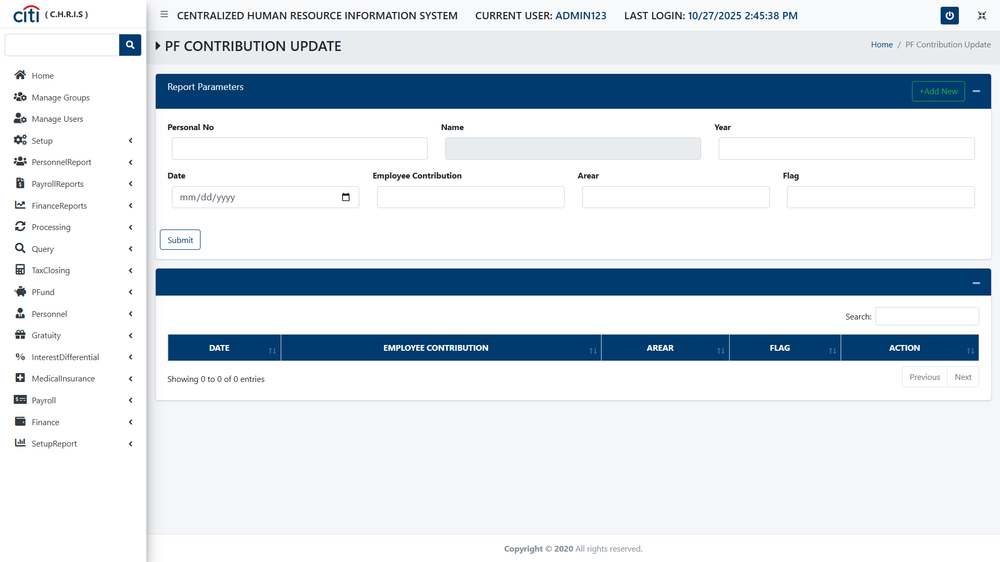 citi ( C.H.R.I.S )
CENTRALIZED HUMAN RESOURCE INFORMATION SYSTEM CURRENT USER: ADMIN123 LAST LOGIN: 10/27/2025 2:45:38 PM
PF CONTRIBUTION UPDATE
Home / PF Contribution Update
Home
Manage Groups
Manage Users
Setup
PersonnelReport
PayrollReports
FinanceReports
Processing
Query
TaxClosing
PFund
Personnel
Gratuity
InterestDifferential
MedicalInsurance
Payroll
Finance
SetupReport
Report Parameters
+Add New
Personal No Name Year
Date Employee Contribution Arear Flag
mm/dd/yyyy
Submit
Search:
DATE EMPLOYEE CONTRIBUTION AREAR FLAG ACTION
Showing 0 to 0 of 0 entries
Previous Next
Copyright © 2020 All rights reserved.